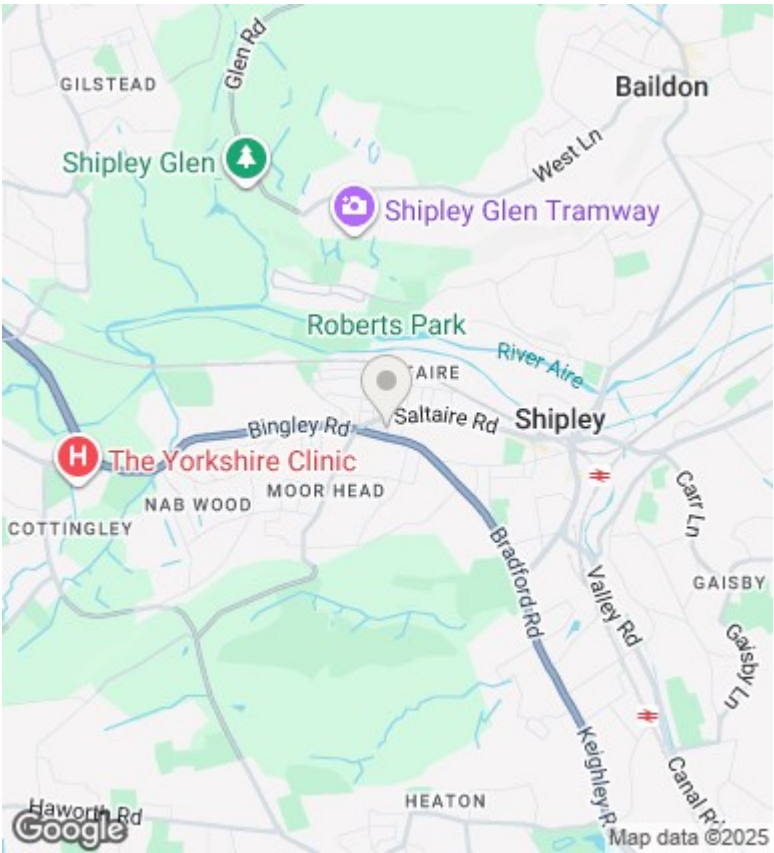 Glen Rd
GILSTEAD
Baildon
Shipley Glen
West Ln
Shipley Glen Tramway
Roberts Park
River Aire
TAIRE
Saltaire Rd
Shipley
Bingley Rd
The Yorkshire Clinic
H
MOOR HEAD
NAB WOOD
Carr Ln
COTTINGLEY
Bradford Rd
Valley Rd
GAISBY
Gaisby Ln
Keighley R
Canal Rd
HEATON
Haworth Rd
Google
Map data ©2025